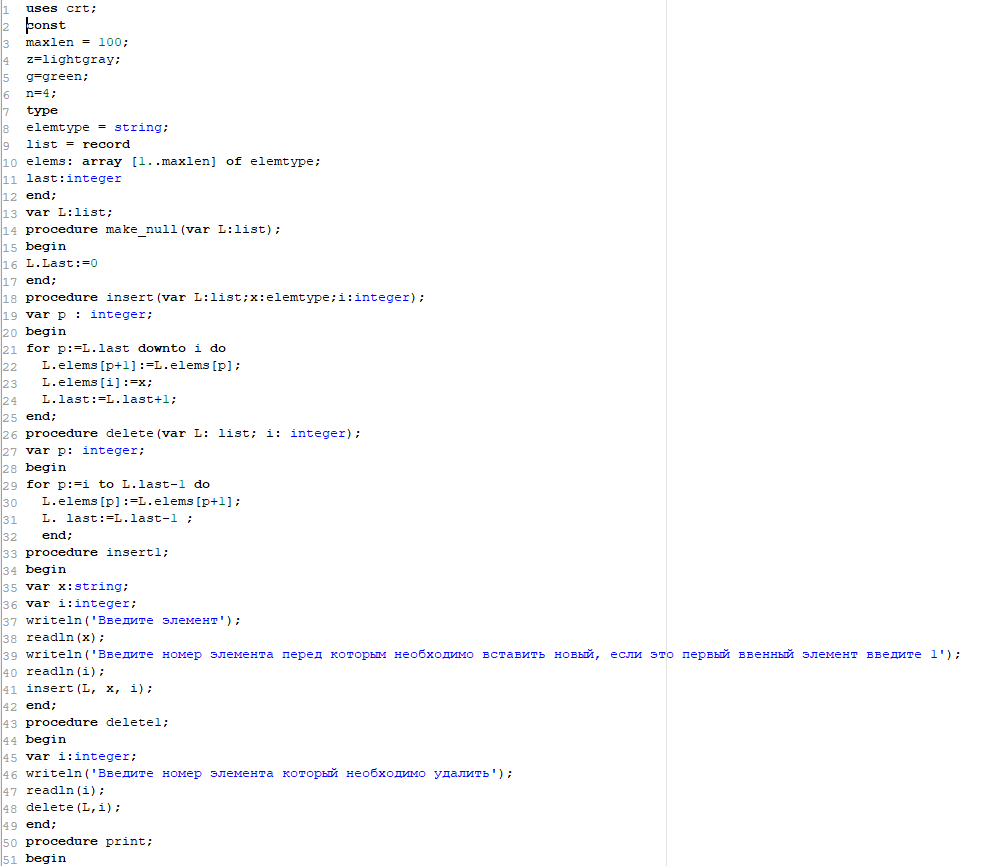 1 uses crt;
2 const
3 maxlen = 100;
4 z=lightgray;
5 g=green;
6 n=4;
7 type
8 elemtype = string;
9 list = record
10 elems: array [1..maxlen] of elemtype;
11 last:integer
12 end;
13 var L:list;
14 procedure make_null(var L:list);
15 begin
16 L.Last:=0
17 end;
18 procedure insert(var L:list;x:elemtype;i:integer);
19 var p : integer;
20 begin
21 for p:=L.last downto i do
22 L.elems[p+1]:=L.elems[p];
23 L.elems[i]:=x;
24 L.last:=L.last+1;
25 end;
26 procedure delete(var L: list; i: integer);
27 var p: integer;
28 begin
29 for p:=i to L.last-1 do
30 L.elems[p]:=L.elems[p+1];
31 L. last:=L.last-1 ;
32 end;
33 procedure insert1;
34 begin
35 var x:string;
36 var i:integer;
37 writeln('Введите элемент');
38 readln(x);
39 writeln('Введите номер элемента перед которым необходимо вставить новый, если это первый ввенный элемент введите 1');
40 readln(i);
41 insert(L, x, i);
42 end;
43 procedure delete1;
44 begin
45 var i:integer;
46 writeln('Введите номер элемента который необходимо удалить');
47 readln(i);
48 delete(L,i);
49 end;
50 procedure print;
51 begin